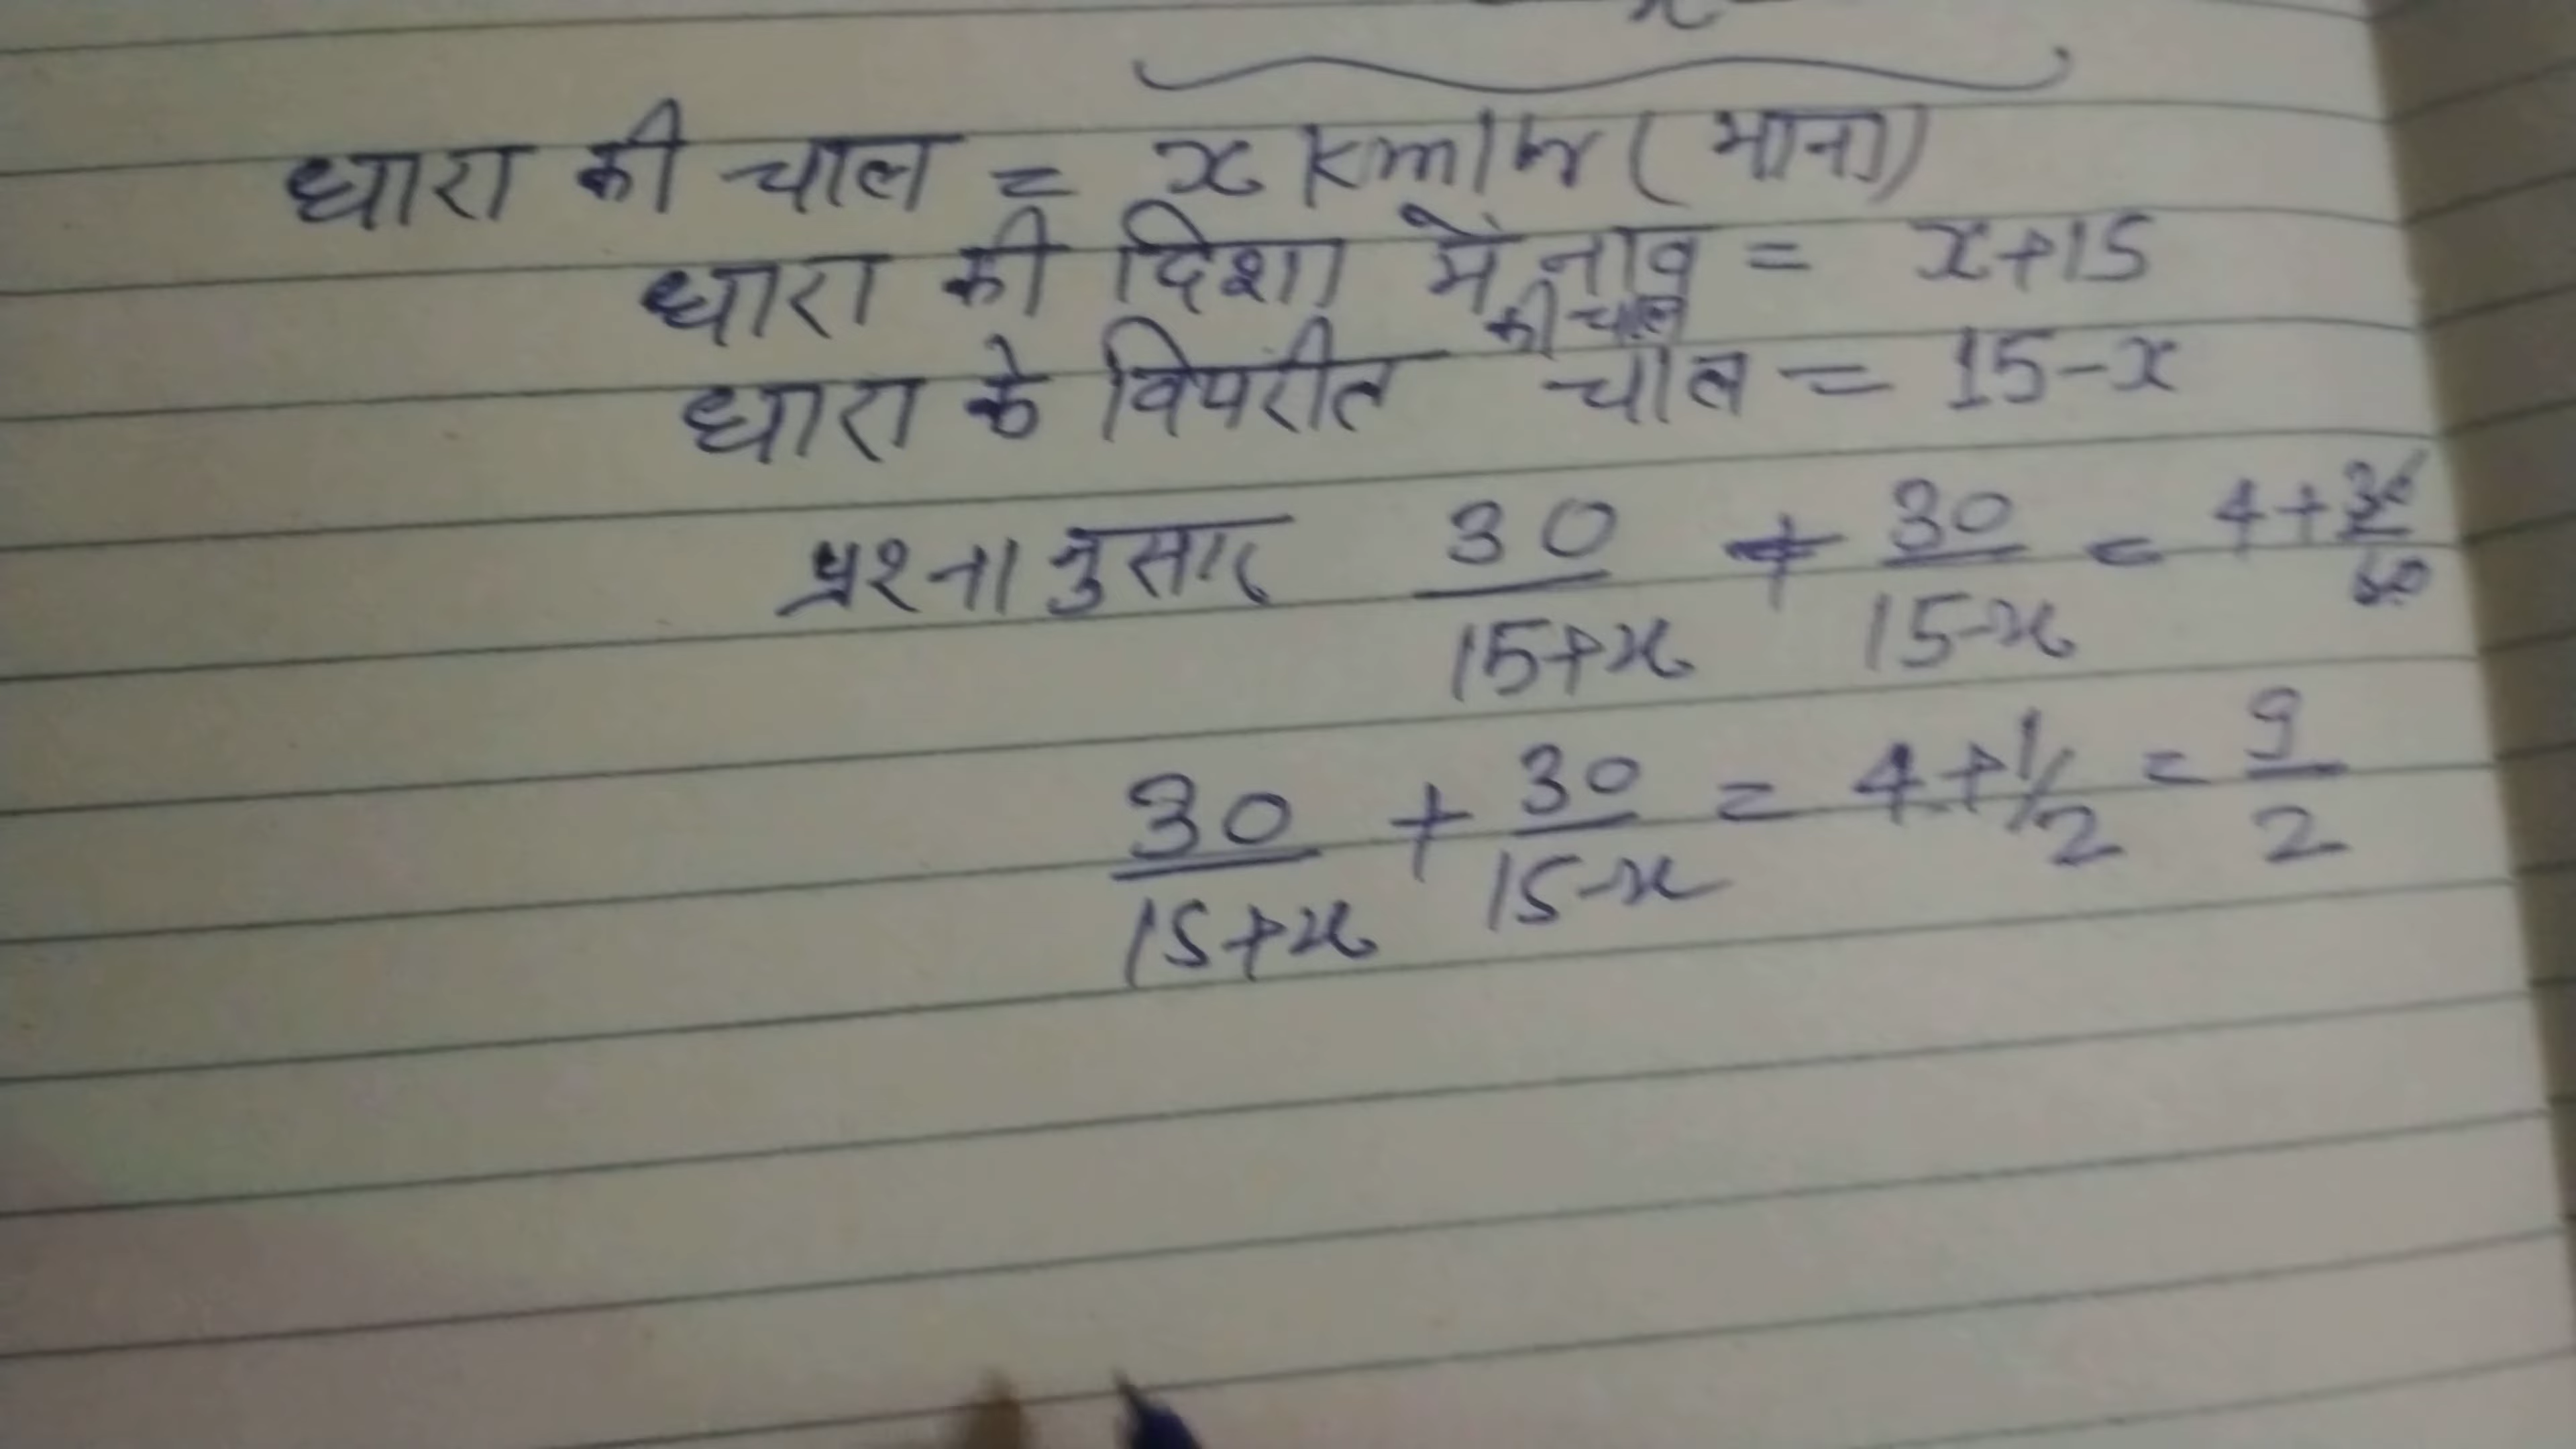 x
धारा की चाल = x km/hr (माना)
धारा की दिशा में नाव = x+15
की चाल
धारा के विपरीत चाल = 15-x
प्रश्नानुसार 30/15+x + 30/15-x = 4+30/60
30/15+x + 30/15-x = 4+1/2 = 9/2